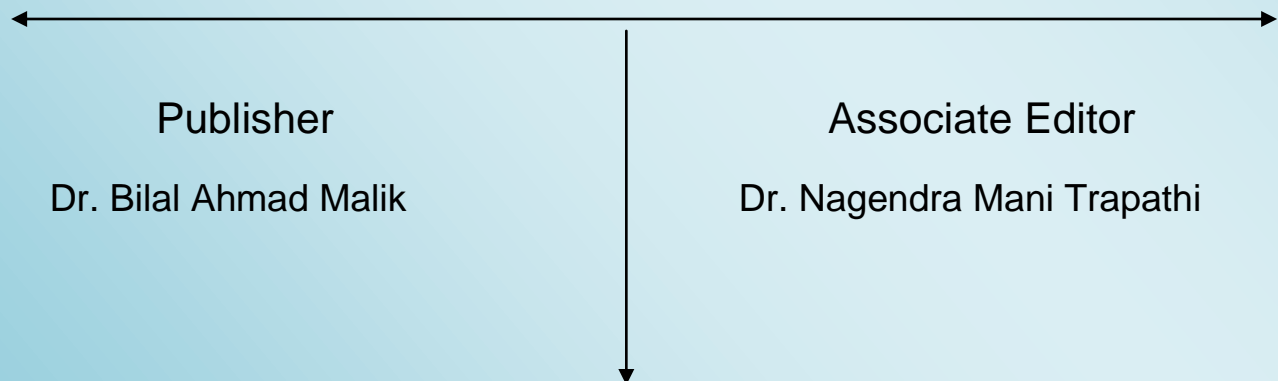 Publisher
Dr. Bilal Ahmad Malik
Associate Editor
Dr. Nagendra Mani Trapathi